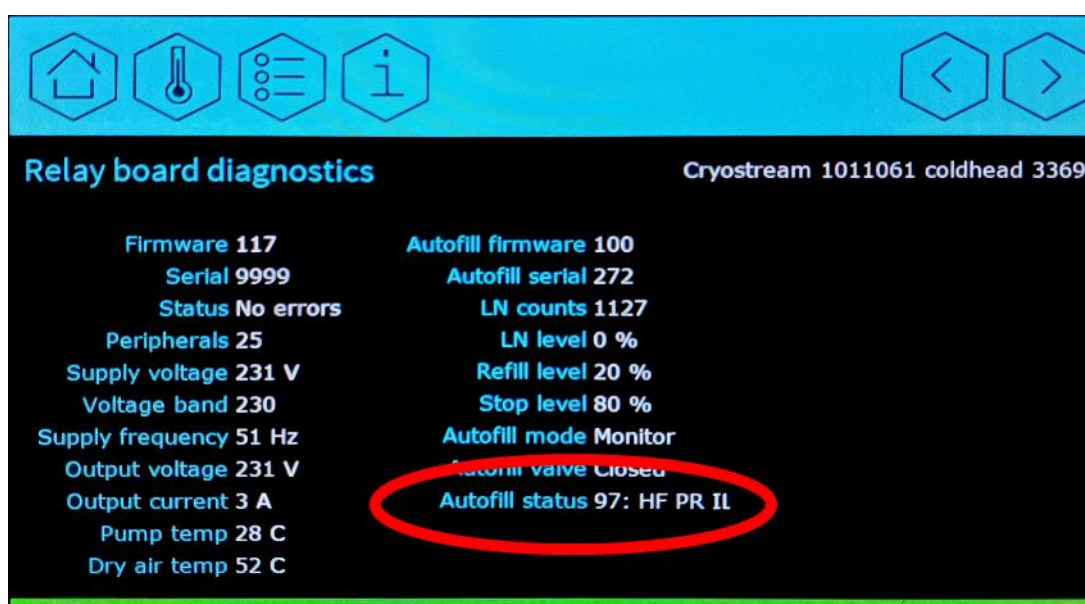 Relay board diagnostics
Cryostream 1011061 coldhead 3369
Firmware 117
Serial 9999
Status No errors
Peripherals 25
Supply voltage 231 V
Voltage band 230
Supply frequency 51 Hz
Output voltage 231 V
Output current 3 A
Pump temp 28 C
Dry air temp 52 C
Autofill firmware 100
Autofill serial 272
LN counts 1127
LN level 0 %
Refill level 20 %
Stop level 80 %
Autofill mode Monitor
Autofill valve Closed
Autofill status 97: HF PR IL